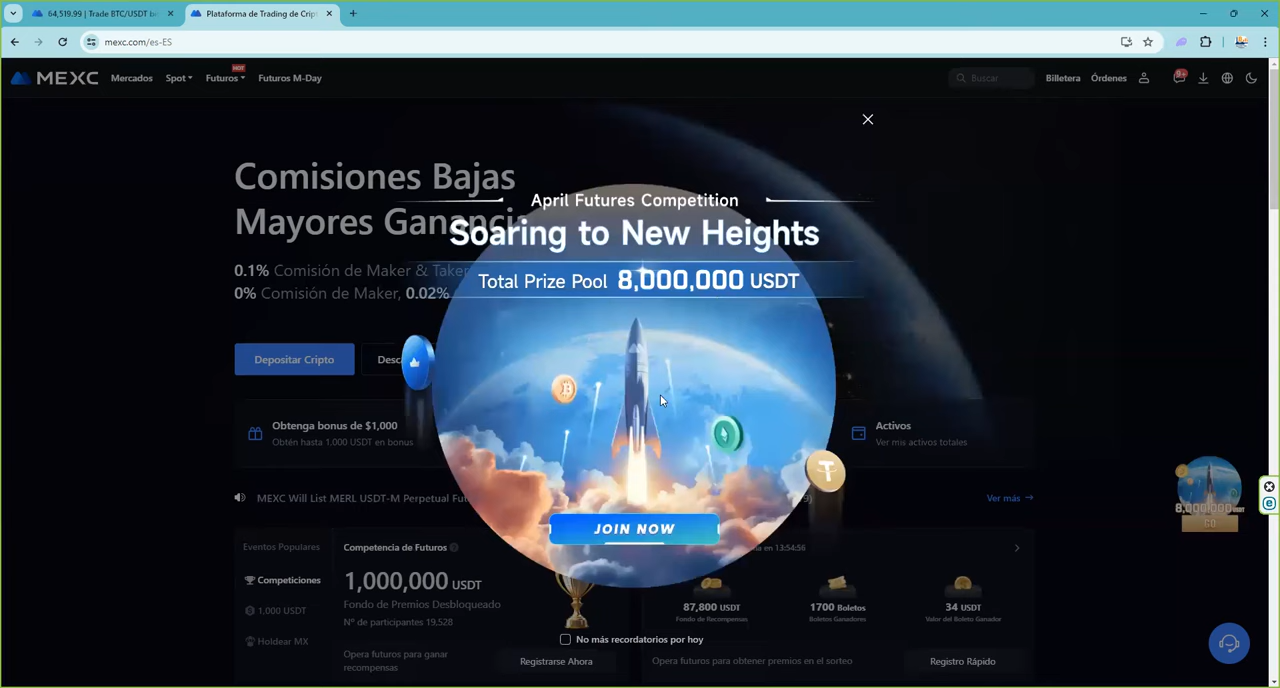 64,519.99 | Trade BTC/USDT
Plataforma de Trading de Crip
mexc.com/es-ES
MEXC
Mercados
Spot
Futuros
HOT
Futuros M-Day
Buscar
Billetera
Órdenes
9+
April Futures Competition
Soaring to New Heights
Total Prize Pool 8,000,000 USDT
Comisiones Bajas
Mayores
0.1% Comisión de Maker & Taker
0% Comisión de Maker, 0.02%
Depositar Cripto
Obtenga bonus de $1,000
Obtén hasta 1,000 USDT en bonus
Activos
Ver mis activos totales
MEXC Will List MERL USDT-M Perpetual
Ver más →
8,000,000 USDT
GO
JOIN NOW
Eventos Populares
Competiciones
1,000 USDT
Holdear MX
Competencia de Futuros
1,000,000 USDT
Fondo de Premios Desbloqueado
Nº de participantes 19,528
Opera futuros para ganar
recompensas
Registrarse Ahora
en 13:54:56
87,800 USDT
Fondo de Recompensas
1700 Boletos
Boletos Ganadores
34 USDT
Valor del Boleto Ganador
Opera futuros para obtener premios en el sorteo
Registro Rápido
No más recordatorios por hoy